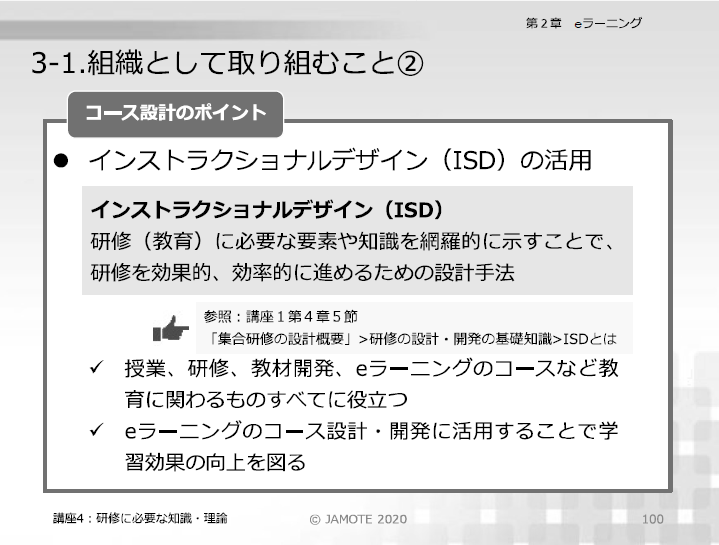 第２章　eラーニング
3-1.組織として取り組むこと②
コース設計のポイント
● インストラクショナルデザイン（ISD）の活用
インストラクショナルデザイン（ISD）
研修（教育）に必要な要素や知識を網羅的に示すことで、
研修を効果的、効率的に進めるための設計手法
参照：講座１第４章５節
「集合研修の設計概要」>研修の設計・開発の基礎知識>ISDとは
✓ 授業、研修、教材開発、eラーニングのコースなど教
育に関わるものすべてに役立つ
✓ eラーニングのコース設計・開発に活用することで学
習効果の向上を図る
講座4：研修に必要な知識・理論
© JAMOTE 2020
100